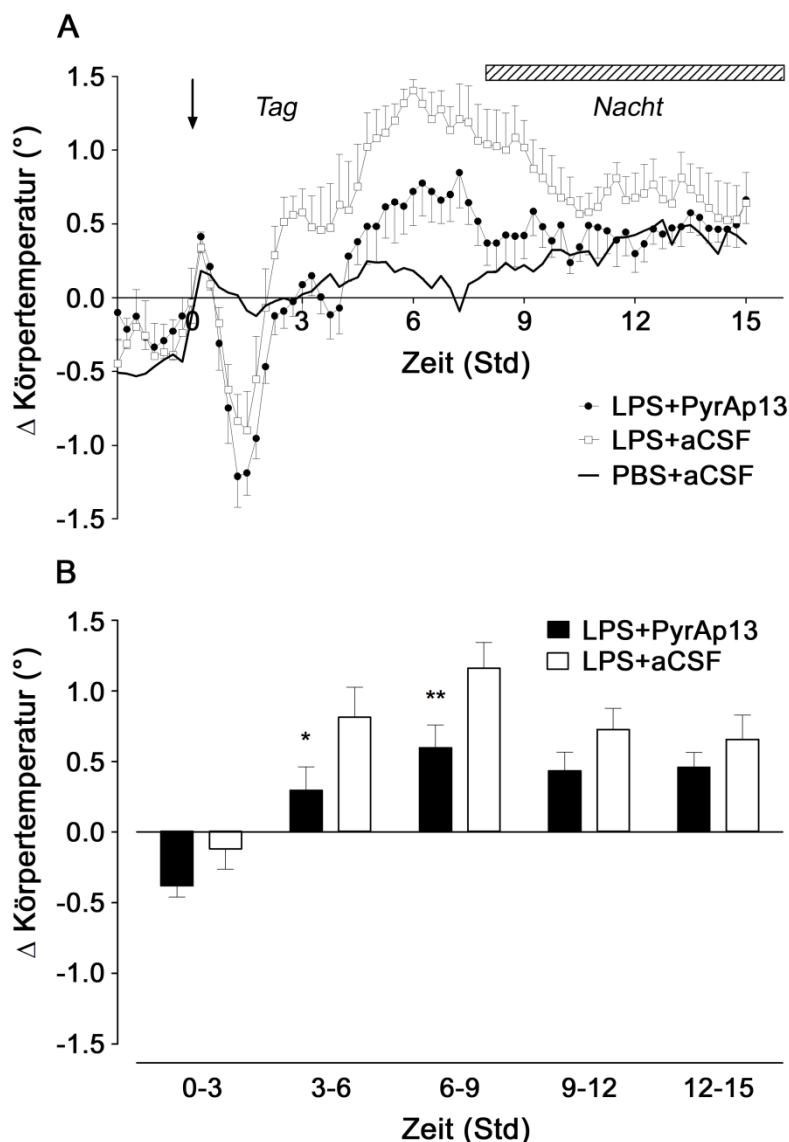 A
Δ Körpertemperatur (°)
1.5
1.0
0.5
0.0
-0.5
-1.0
-1.5
Tag
Nacht
0
3
6
9
12
15
Zeit (Std)
LPS+PyrAp13
LPS+aCSF
PBS+aCSF
B
Δ Körpertemperatur (°)
1.5
1.0
0.5
0.0
-0.5
-1.0
-1.5
LPS+PyrAp13
LPS+aCSF
*
**
0-3
3-6
6-9
9-12
12-15
Zeit (Std)